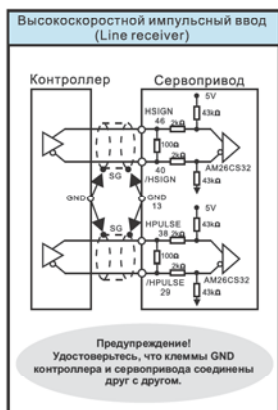 Высокоскоростной импульсный ввод
(Line receiver)
Контроллер
Сервопривод
5V
HSIGN
46
2kΩ
43kΩ
100Ω
2kΩ
AM26CS32
SG
40
/HSIGN
43kΩ
GND
GND
13
5V
SG
HPULSE
38
2kΩ
43kΩ
100Ω
2kΩ
AM26CS32
/HPULSE
29
43kΩ
Предупреждение!
Удостоверьтесь, что клеммы GND
контроллера и сервопривода соединены
друг с другом.